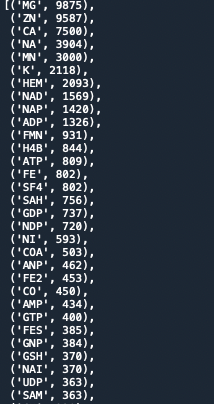 [('MG', 9875),
('ZN', 9587),
('CA', 7500),
('NA', 3904),
('MN', 3000),
('K', 2118),
('HEM', 2093),
('NAD', 1569),
('NAP', 1420),
('ADP', 1326),
('FMN', 931),
('H4B', 844),
('ATP', 809),
('FE', 802),
('SF4', 802),
('SAH', 756),
('GDP', 737),
('NDP', 720),
('NI', 593),
('COA', 503),
('ANP', 462),
('FE2', 453),
('CO', 450),
('AMP', 434),
('GTP', 400),
('FES', 385),
('GNP', 384),
('GSH', 370),
('NAI', 370),
('UDP', 363),
('SAM', 363),